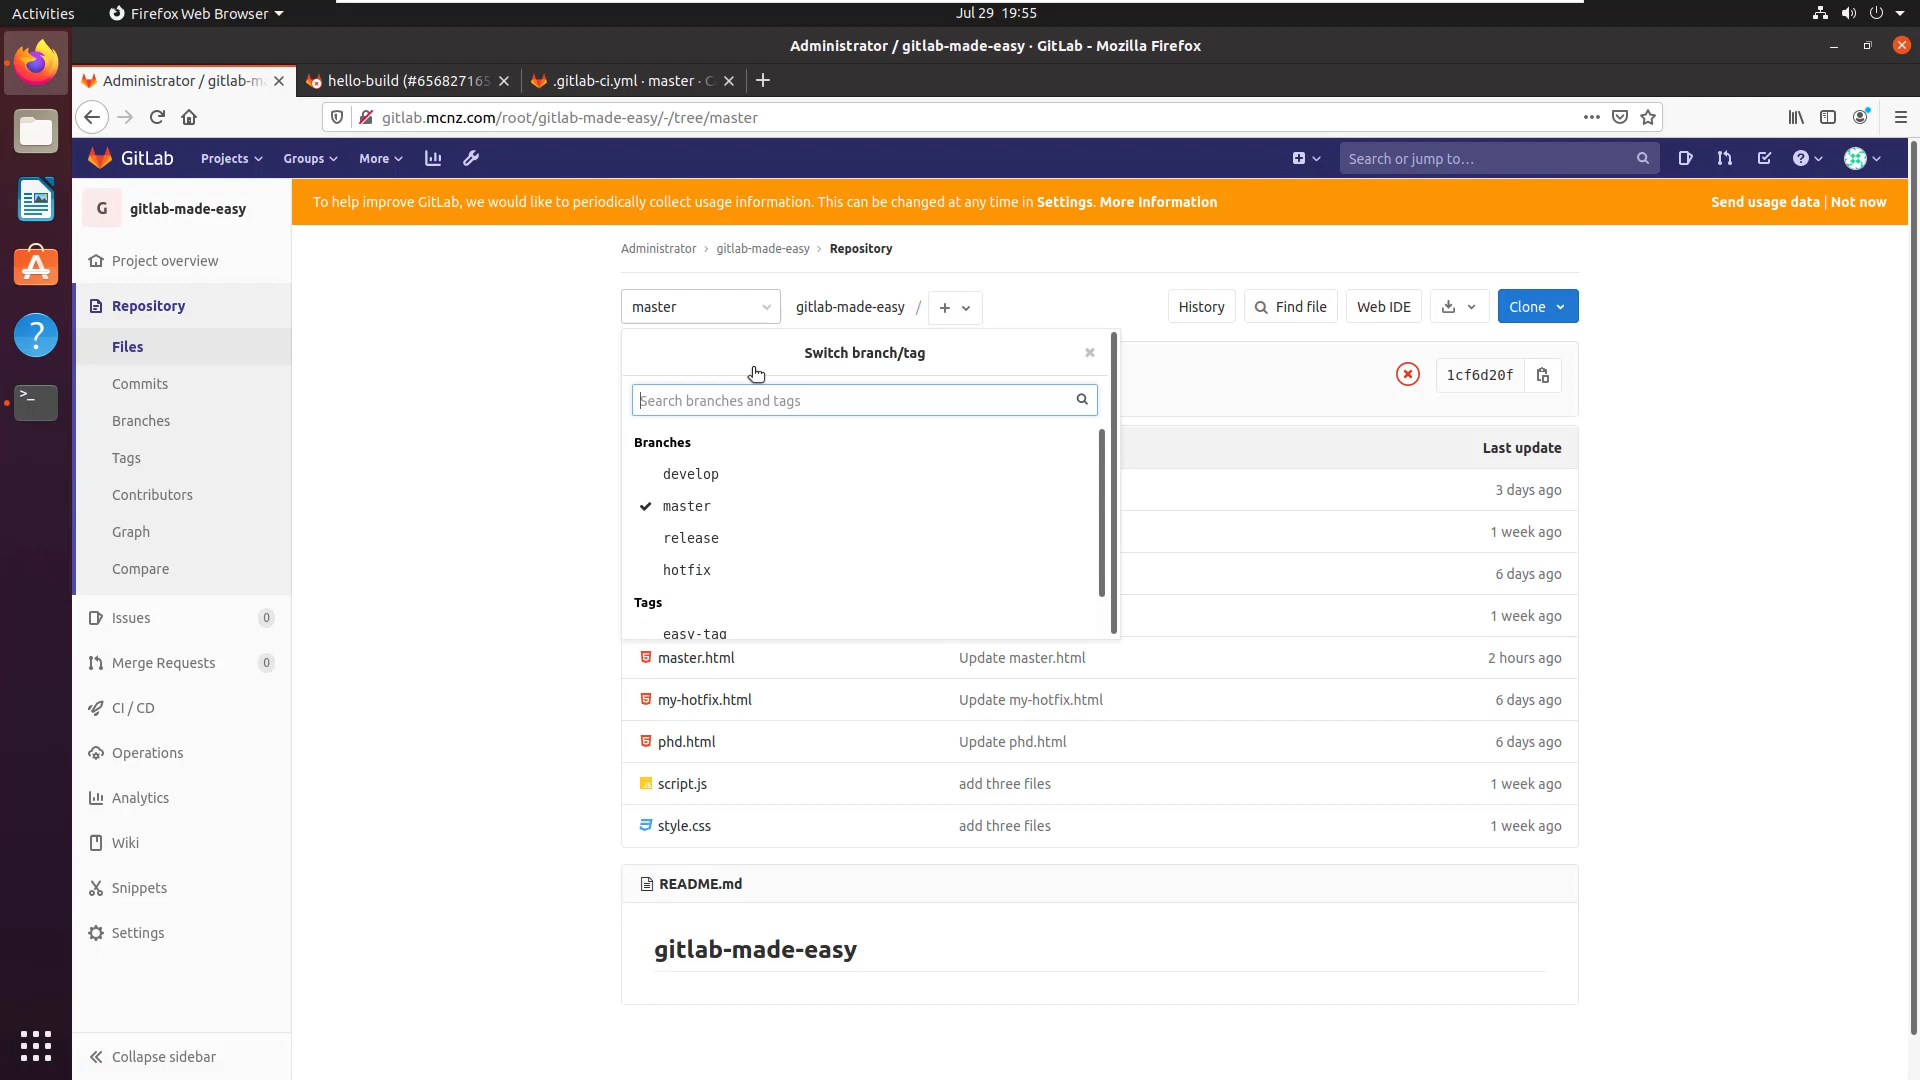 Activities
Firefox Web Browser
Jul 29 19:55
Administrator / gitlab-made-easy · GitLab - Mozilla Firefox
Administrator / gitlab-m
hello-build (#656827165
.gitlab-ci.yml · master · C
gitlab.mcnz.com/root/gitlab-made-easy/-/tree/master
GitLab
Projects
Groups
More
Search or jump to...
G
gitlab-made-easy
To help improve GitLab, we would like to periodically collect usage information. This can be changed at any time in Settings. More Information
Send usage data | Not now
Project overview
Repository
Files
Commits
Branches
Tags
Contributors
Graph
Compare
Issues 0
Merge Requests 0
CI / CD
Operations
Analytics
Wiki
Snippets
Settings
Collapse sidebar
Administrator › gitlab-made-easy › Repository
master
gitlab-made-easy / +
History
Find file
Web IDE
Clone
Switch branch/tag
1cf6d20f
Search branches and tags
Branches
develop
master
release
hotfix
Tags
easy-tag
Last update
3 days ago
1 week ago
6 days ago
1 week ago
master.html Update master.html 2 hours ago
my-hotfix.html Update my-hotfix.html 6 days ago
phd.html Update phd.html 6 days ago
script.js add three files 1 week ago
style.css add three files 1 week ago
README.md
gitlab-made-easy